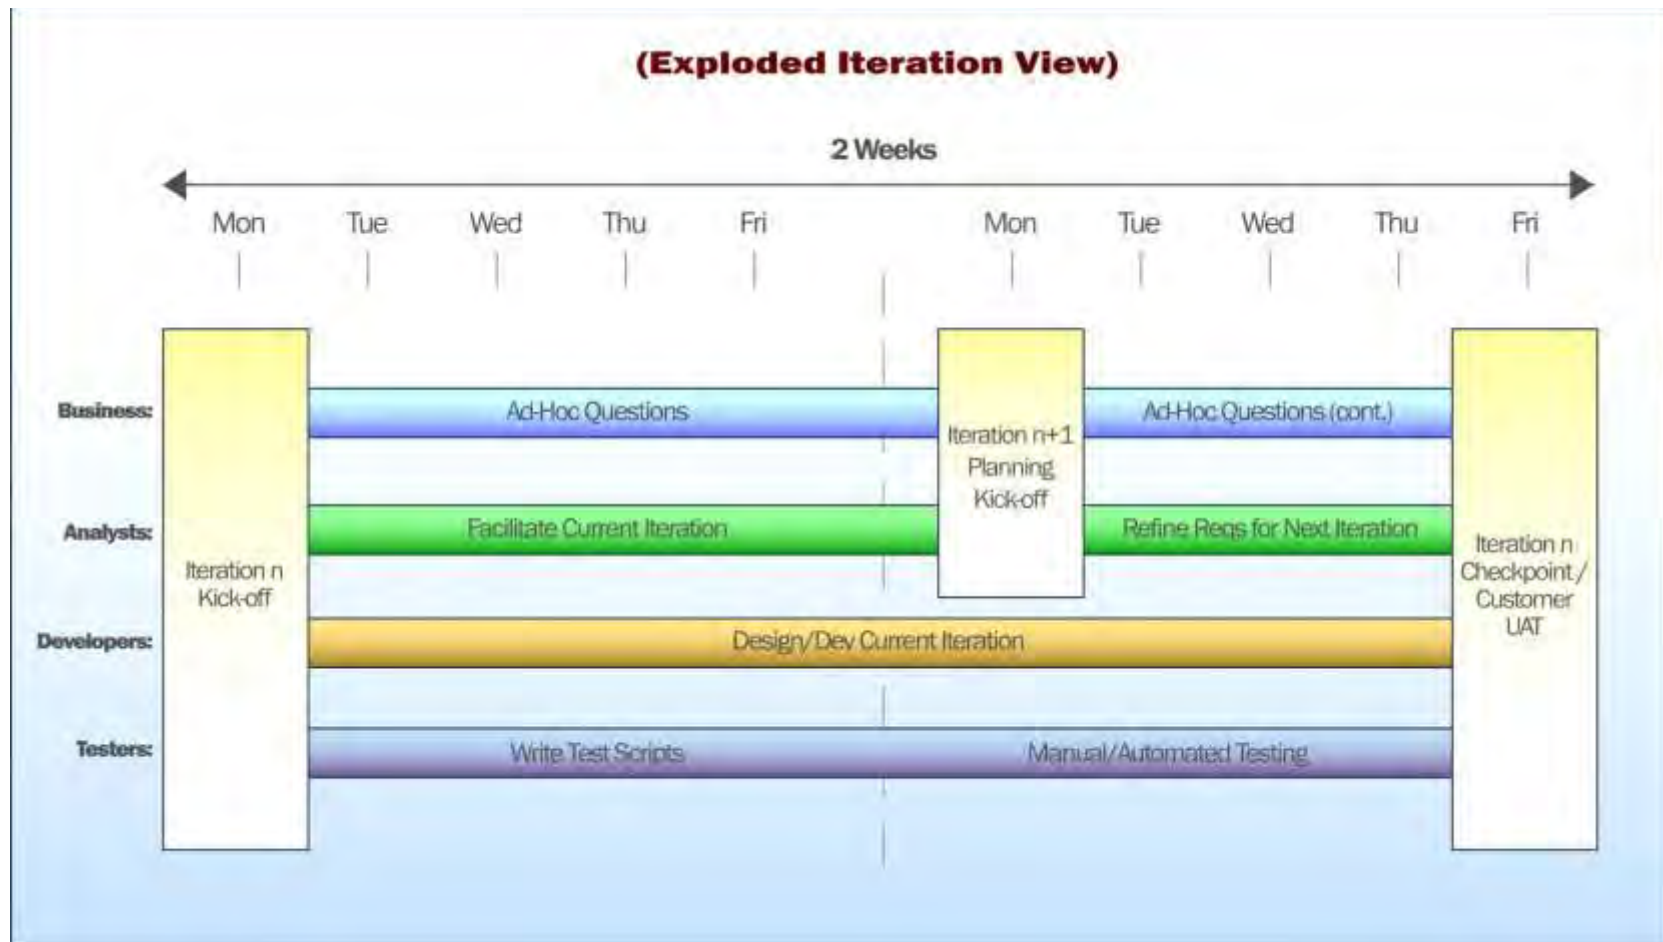 (Exploded Iteration View)
2 Weeks
Mon Tue Wed Thu Fri Mon Tue Wed Thu Fri
Business:
Ad-Hoc Questions
Iteration n+1
Planning
Kick-off
Ad-Hoc Questions (cont.)
Analysts:
Facilitate Current Iteration
Refine Reqs for Next Iteration
Iteration n
Kick-off
Iteration n
Checkpoint /
Customer
UAT
Developers:
Design/Dev Current Iteration
Testers:
Write Test Scripts
Manual/Automated Testing